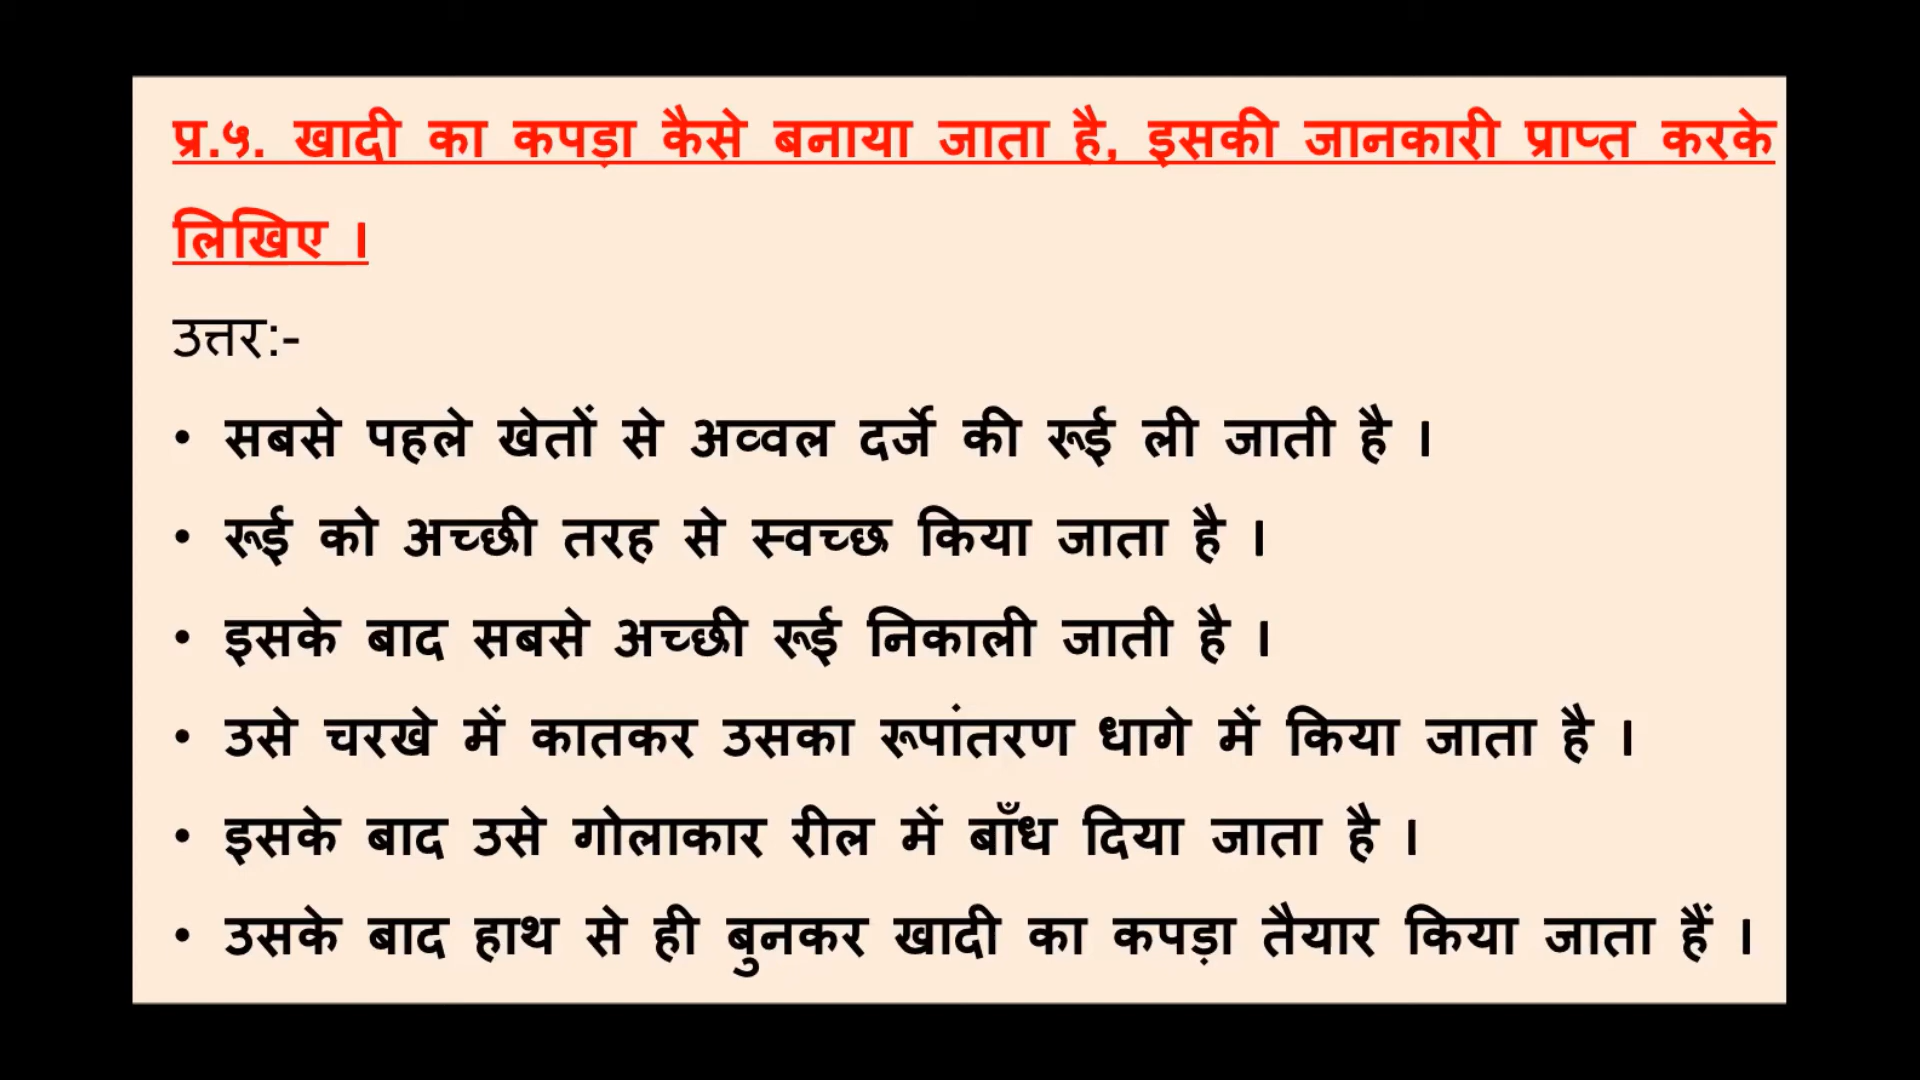 प्र.५. खादी का कपड़ा कैसे बनाया जाता है, इसकी जानकारी प्राप्त करके
लिखिए ।
उत्तर:-
• सबसे पहले खेतों से अव्वल दर्जे की रूई ली जाती है ।
• रूई को अच्छी तरह से स्वच्छ किया जाता है ।
• इसके बाद सबसे अच्छी रूई निकाली जाती है ।
• उसे चरखे में कातकर उसका रूपांतरण धागे में किया जाता है ।
• इसके बाद उसे गोलाकार रील में बाँध दिया जाता है ।
• उसके बाद हाथ से ही बुनकर खादी का कपड़ा तैयार किया जाता हैं ।